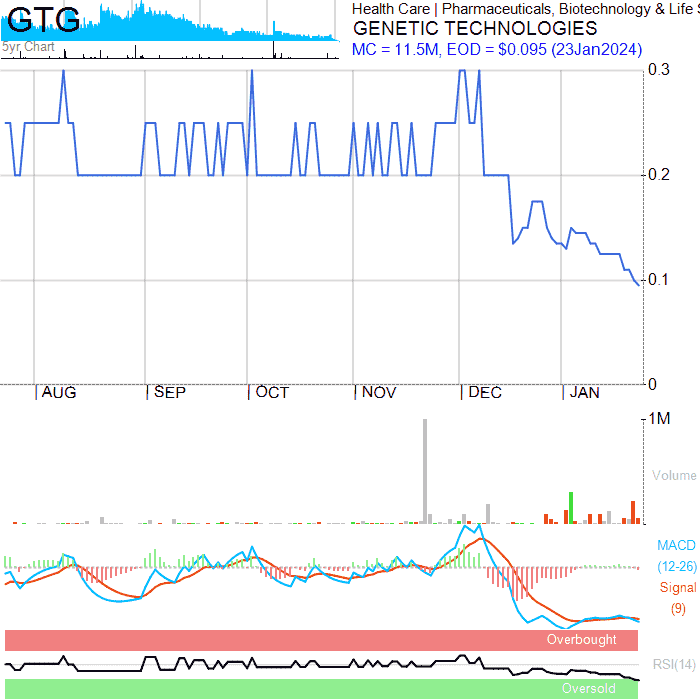 GTG
5yr Chart
Health Care | Pharmaceuticals, Biotechnology & Life S
GENETIC TECHNOLOGIES
MC = 11.5M, EOD = $0.095 (23Jan2024)
0.3
0.2
0.1
0
AUG SEP OCT NOV DEC JAN
1M
Volume
MACD
(12-26)
Signal
(9)
Overbought
RSI(14)
Oversold